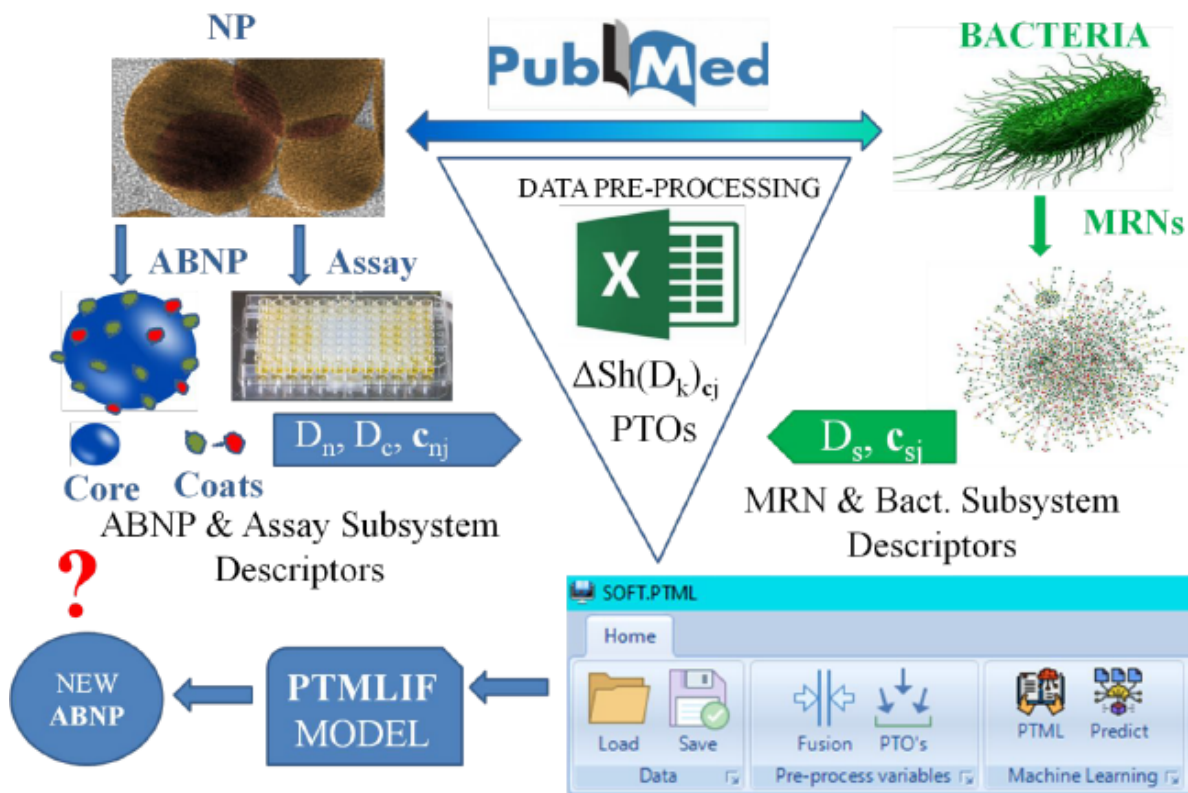 NP
PubMed
BACTERIA
DATA PRE-PROCESSING
ABNP
Assay
MRNs
X
ΔSh(Dₖ)cj
PTOs
Dₙ, D꜀, cₙⱼ
Dₛ, cₛⱼ
Core
Coats
ABNP & Assay Subsystem
Descriptors
MRN & Bact. Subsystem
Descriptors
?
SOFT.PTML
Home
NEW
ABNP
PTMLIF
MODEL
Load
Save
Fusion
PTO's
PTML
Predict
Data
Pre-process variables
Machine Learning